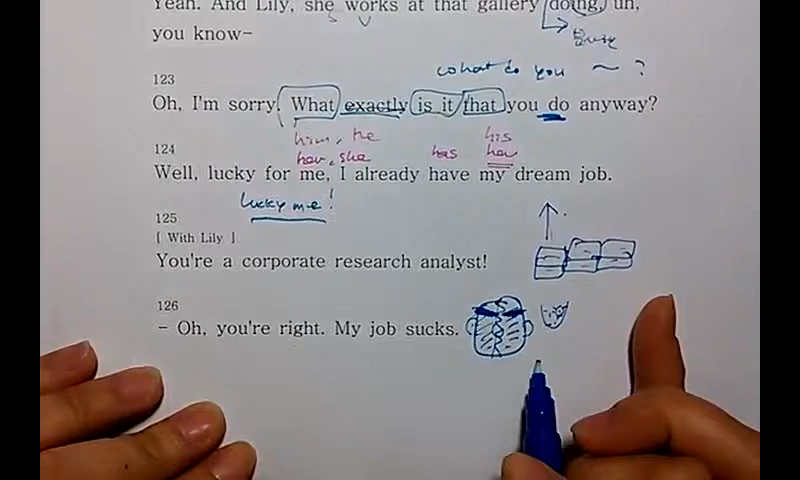 Yeah. And Lily, she works at that gallery doing, uh,
s
you know-
what do you ~ ?
123
Oh, I'm sorry. What exactly is it that you do anyway?
him, he his
her, she has her
124
Well, lucky for me, I already have my dream job.
lucky me!
125
[ With Lily ]
You're a corporate research analyst!
126
- Oh, you're right. My job sucks.